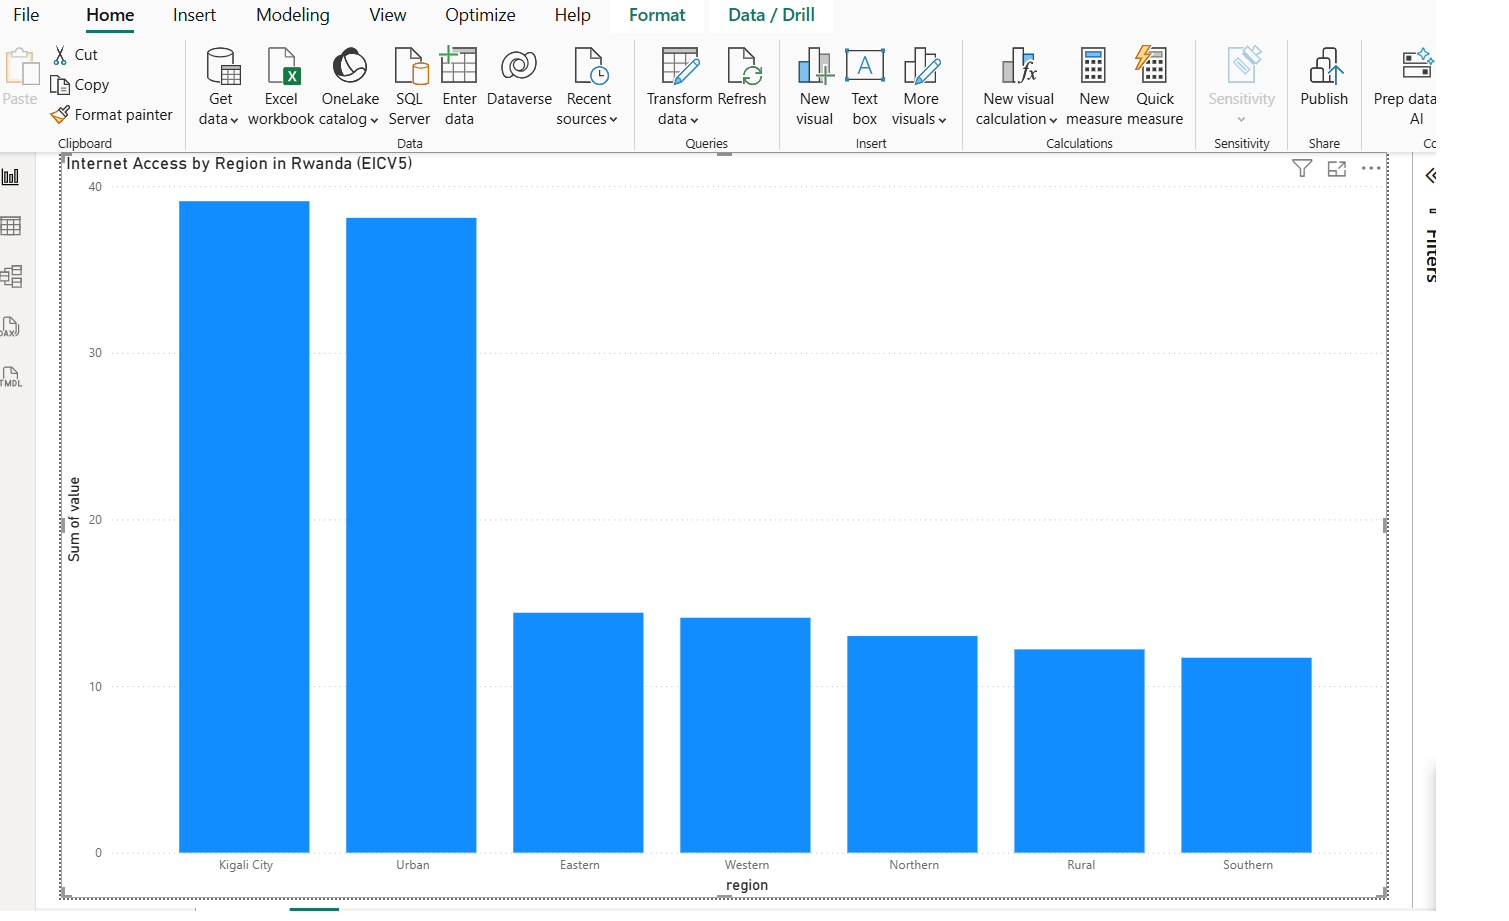 File Home Insert Modeling View Optimize Help Format Data / Drill
Paste
Cut
Copy
Format painter
Clipboard
Get data
Excel workbook
OneLake catalog
SQL Server
Enter data
Dataverse
Recent sources
Data
Transform data
Refresh
Queries
New visual
A
Text box
More visuals
Insert
fx
New visual calculation
New measure
Quick measure
Calculations
Sensitivity
Sensitivity
Publish
Share
Prep data
AI
Co
DAX
TMDL
Internet Access by Region in Rwanda (EICV5)
40
30
20
10
0
Sum of value
Kigali City Urban Eastern Western Northern Rural Southern
region
Filters